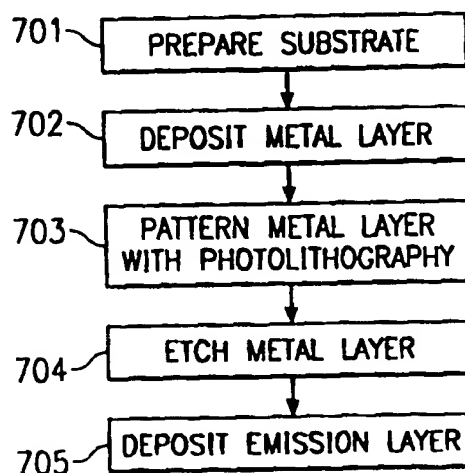 701
PREPARE SUBSTRATE
702
DEPOSIT METAL LAYER
703
PATTERN METAL LAYER
WITH PHOTOLITHOGRAPHY
704
ETCH METAL LAYER
705
DEPOSIT EMISSION LAYER